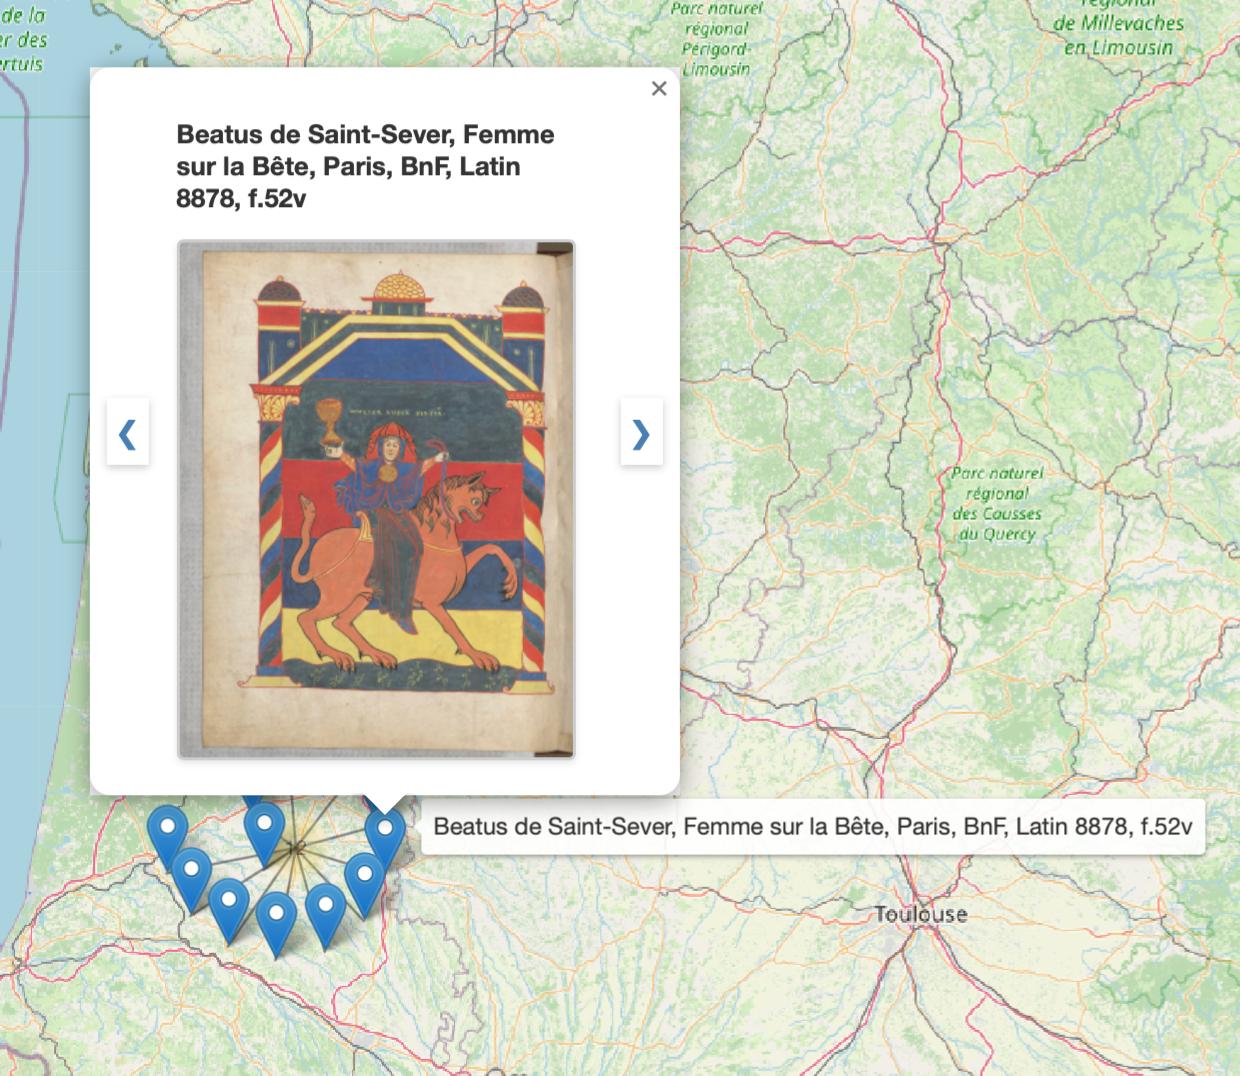 de la
er des
ertuis
Parc naturel
régional
Périgord-
Limousin
régional
de Millevaches
en Limousin
×
Beatus de Saint-Sever, Femme
sur la Bête, Paris, BnF, Latin
8878, f.52v
❮
❯
Parc naturel
régional
des Causses
du Quercy
Beatus de Saint-Sever, Femme sur la Bête, Paris, BnF, Latin 8878, f.52v
Toulouse